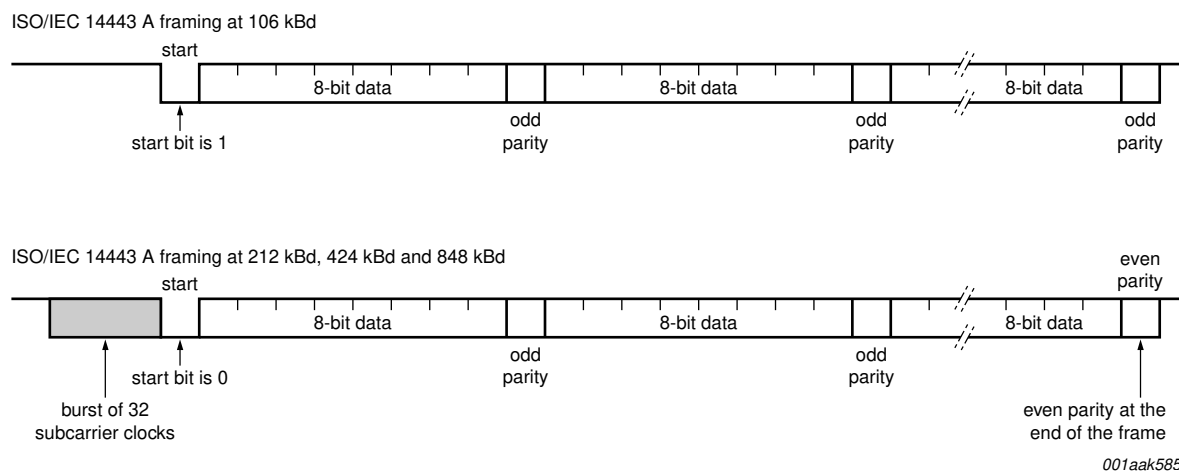 ISO/IEC 14443 A framing at 106 kBd
start
8-bit data
8-bit data
8-bit data
odd
parity
odd
parity
odd
parity
start bit is 1
ISO/IEC 14443 A framing at 212 kBd, 424 kBd and 848 kBd
even
parity
start
8-bit data
8-bit data
8-bit data
odd
parity
odd
parity
start bit is 0
burst of 32
subcarrier clocks
even parity at the
end of the frame
001aak585